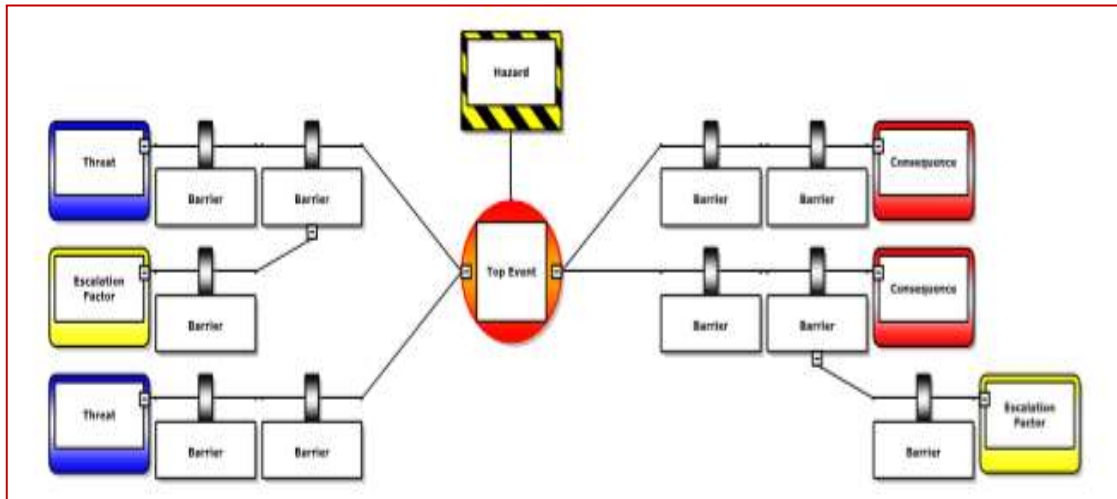 Hazard
Threat
Barrier
Barrier
Barrier
Barrier
Consequence
Escalation
Factor
Barrier
Top Event
Barrier
Barrier
Consequence
Threat
Barrier
Barrier
Barrier
Escalation
Factor